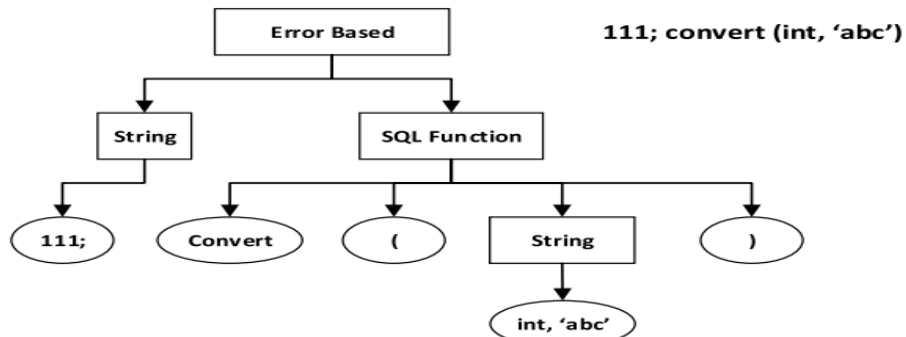 Error Based
111; convert (int, ‘abc’)
String
SQL Function
111;
Convert
(
String
)
int, ‘abc’